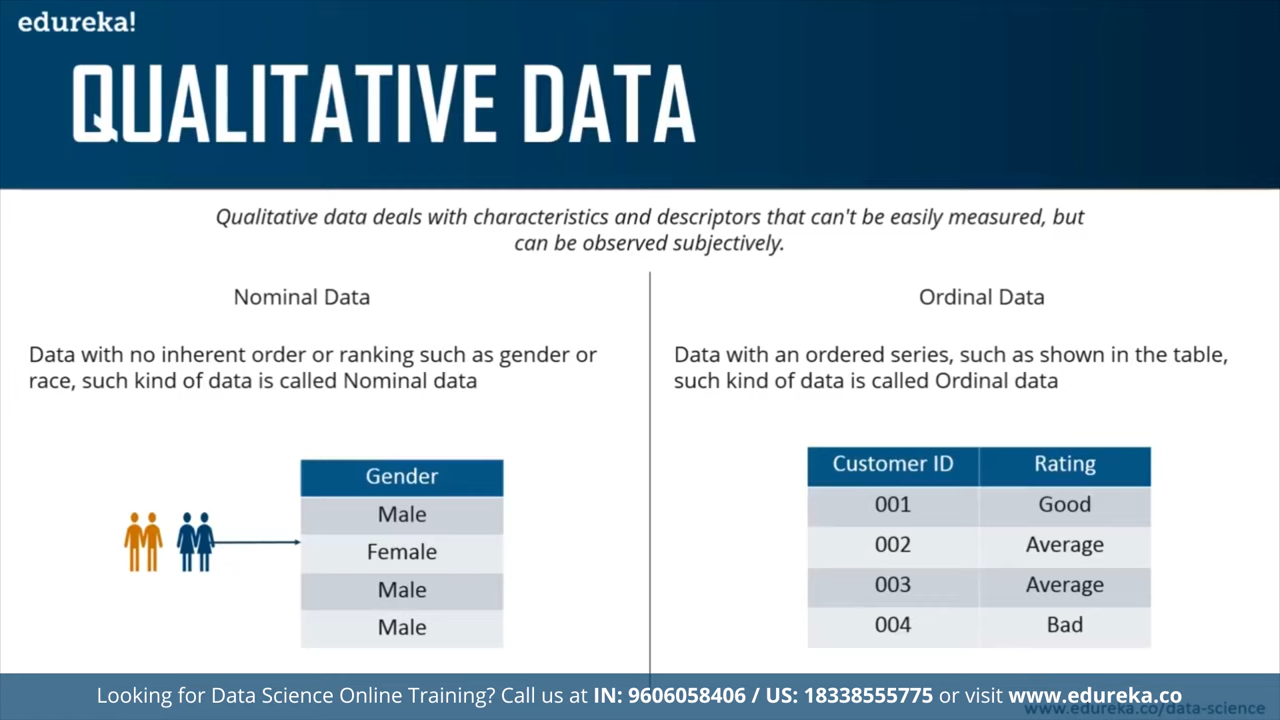 edureka!
QUALITATIVE DATA
Qualitative data deals with characteristics and descriptors that can't be easily measured, but
can be observed subjectively.
Nominal Data
Data with no inherent order or ranking such as gender or
race, such kind of data is called Nominal data
Gender
Male
Female
Male
Male
Ordinal Data
Data with an ordered series, such as shown in the table,
such kind of data is called Ordinal data
Customer ID Rating
001 Good
002 Average
003 Average
004 Bad
Looking for Data Science Online Training? Call us at IN: 9606058406 / US: 18338555775 or visit www.edureka.co
www.edureka.co/data-science